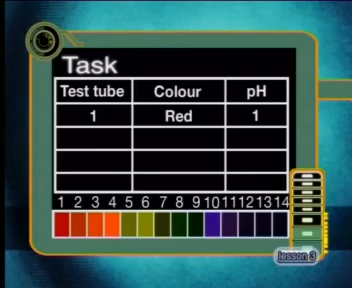 Task
Test tube Colour pH
1 Red 1
1 2 3 4 5 6 7 8 9 10 11 12 13 14
lesson 3